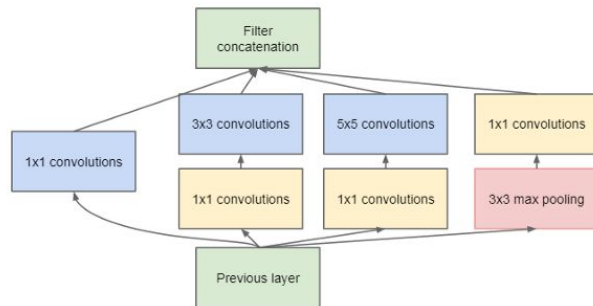 Filter
concatenation
3x3 convolutions
5x5 convolutions
1x1 convolutions
1x1 convolutions
1x1 convolutions
1x1 convolutions
3x3 max pooling
Previous layer